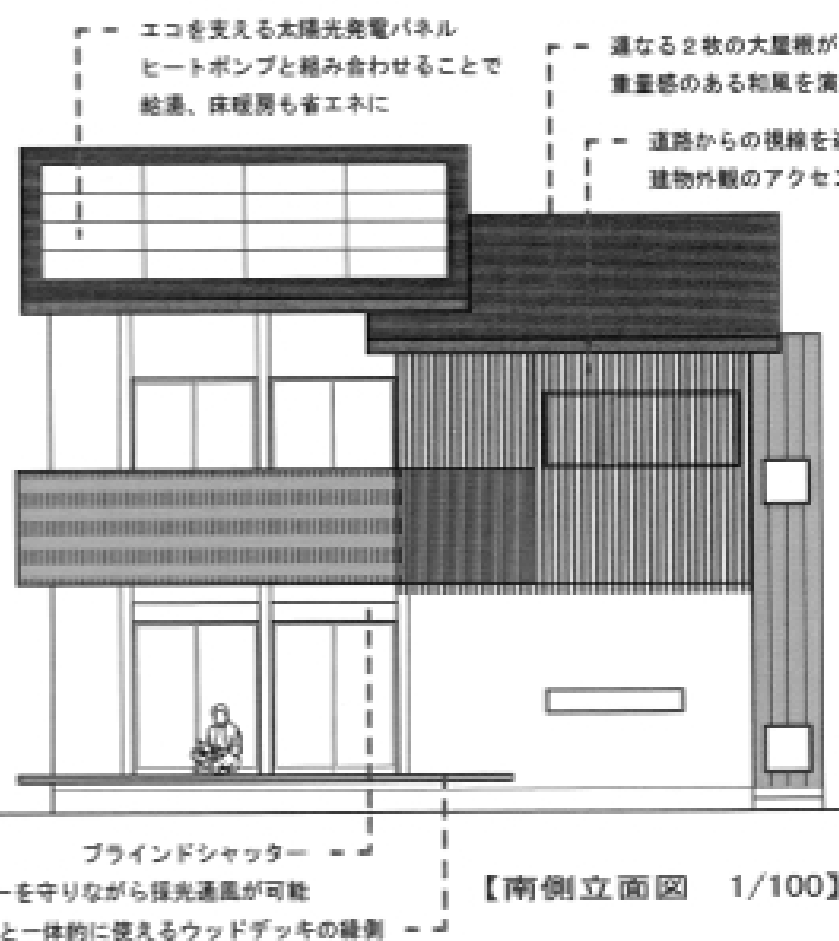 エコを支える太陽光発電パネル
ヒートポンプと組み合わせることで
給湯、床暖房も省エネに
連なる2枚の大屋根が
重量感のある和風を演
道路からの視線を
建物外観のアクセ
ブラインドシャッター
ーを守りながら採光通風が可能
と一体的に使えるウッドデッキの縁側
【南側立面図 1/100】